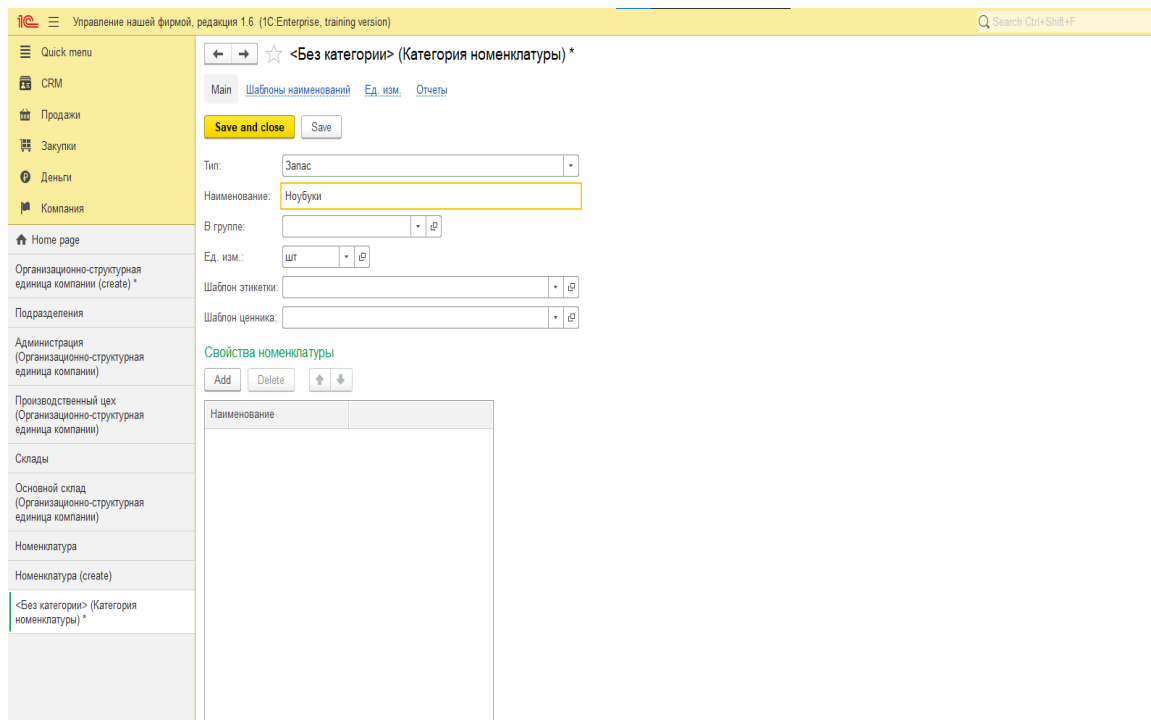 Управление нашей фирмой, редакция 1.6 (1C:Enterprise, training version)
Search Ctrl+Shift+F
Quick menu
CRM
Продажи
Закупки
Деньги
Компания
Home page
Организационно-структурная
единица компании (create) *
Подразделения
Администрация
(Организационно-структурная
единица компании)
Производственный цех
(Организационно-структурная
единица компании)
Склады
Основной склад
(Организационно-структурная
единица компании)
Номенклатура
Номенклатура (create)
<Без категории> (Категория
номенклатуры) *
<Без категории> (Категория номенклатуры) *
Main Шаблоны наименований Ед. изм. Отчеты
Save and close Save
Тип: Запас
Наименование: Ноубуки
В группе:
Ед. изм.: шт
Шаблон этикетки:
Шаблон ценника:
Свойства номенклатуры
Add Delete
Наименование